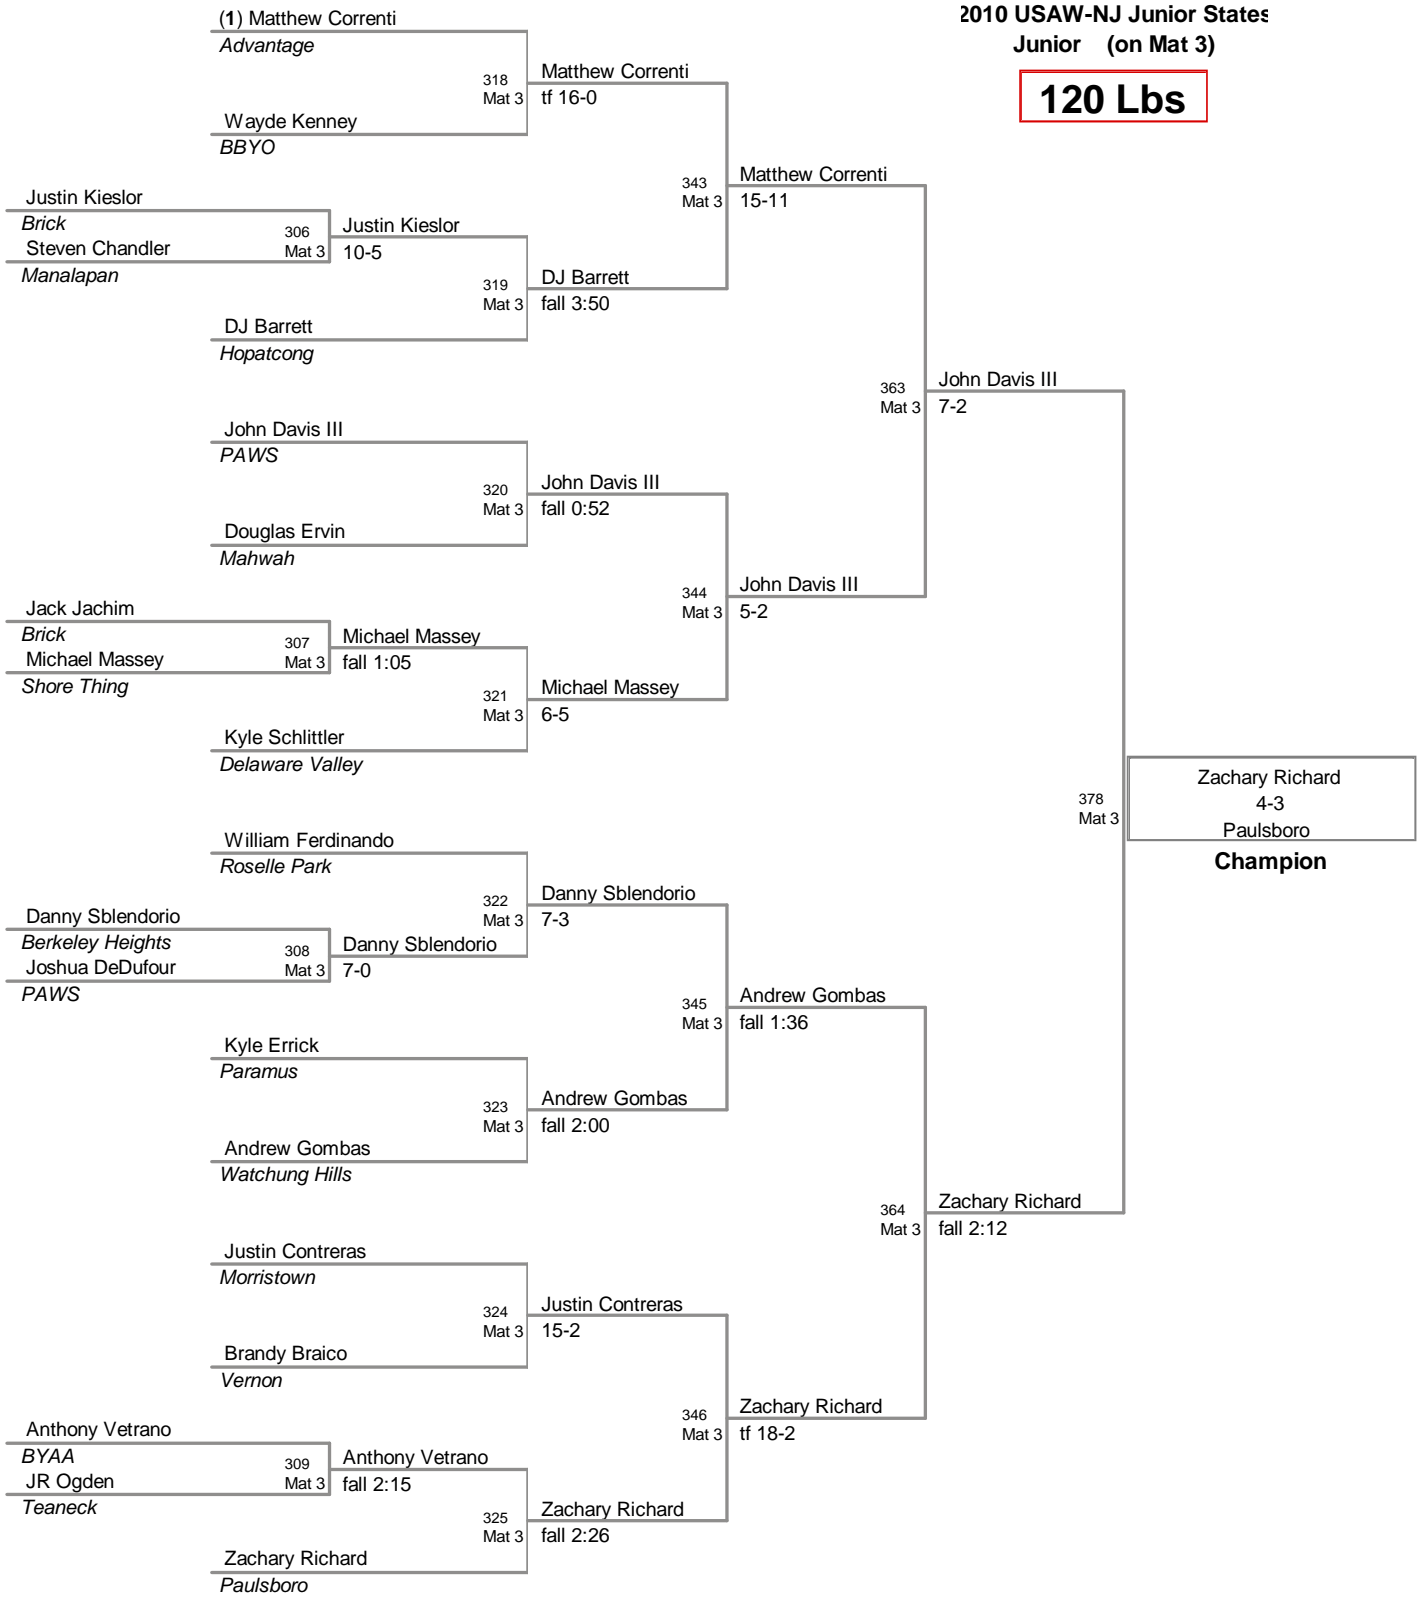 2010 USAW-NJ Junior States
Junior (on Mat 3)
120 Lbs
(1) Matthew Correnti
Advantage
318
Mat 3
Matthew Correnti
tf 16-0
Wayde Kenney
BBYO
343
Mat 3
Matthew Correnti
15-11
Justin Kieslor
Brick
306
Mat 3
Justin Kieslor
10-5
Steven Chandler
Manalapan
319
Mat 3
DJ Barrett
fall 3:50
DJ Barrett
Hopatcong
363
Mat 3
John Davis III
7-2
John Davis III
PAWS
320
Mat 3
John Davis III
fall 0:52
Douglas Ervin
Mahwah
344
Mat 3
John Davis III
5-2
Jack Jachim
Brick
307
Mat 3
Michael Massey
fall 1:05
Michael Massey
Shore Thing
321
Mat 3
Michael Massey
6-5
Kyle Schlittler
Delaware Valley
378
Mat 3
Zachary Richard
4-3
Paulsboro
Champion
William Ferdinando
Roselle Park
322
Mat 3
Danny Sblendorio
7-3
Danny Sblendorio
Berkeley Heights
308
Mat 3
Danny Sblendorio
7-0
Joshua DeDufour
PAWS
345
Mat 3
Andrew Gombas
fall 1:36
Kyle Errick
Paramus
323
Mat 3
Andrew Gombas
fall 2:00
Andrew Gombas
Watchung Hills
364
Mat 3
Zachary Richard
fall 2:12
Justin Contreras
Morristown
324
Mat 3
Justin Contreras
15-2
Brandy Braico
Vernon
346
Mat 3
Zachary Richard
tf 18-2
Anthony Vetrano
BYAA
309
Mat 3
Anthony Vetrano
fall 2:15
JR Ogden
Teaneck
325
Mat 3
Zachary Richard
fall 2:26
Zachary Richard
Paulsboro